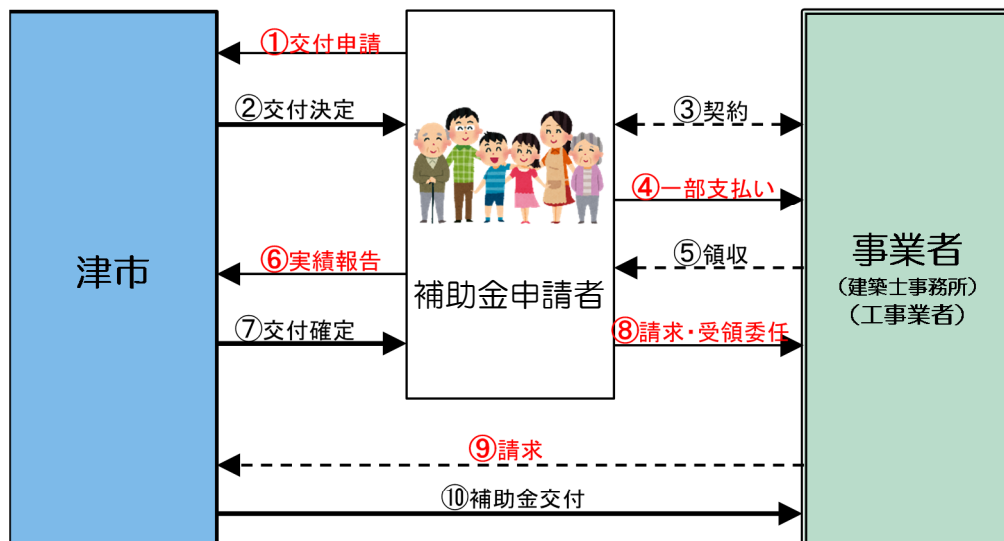 ①交付申請
②交付決定
③契約
④一部支払い
⑤領収
⑥実績報告
⑦交付確定
⑧請求・受領委任
⑨請求
⑩補助金交付
津市
補助金申請者
事業者
(建築士事務所)
(工事業者)